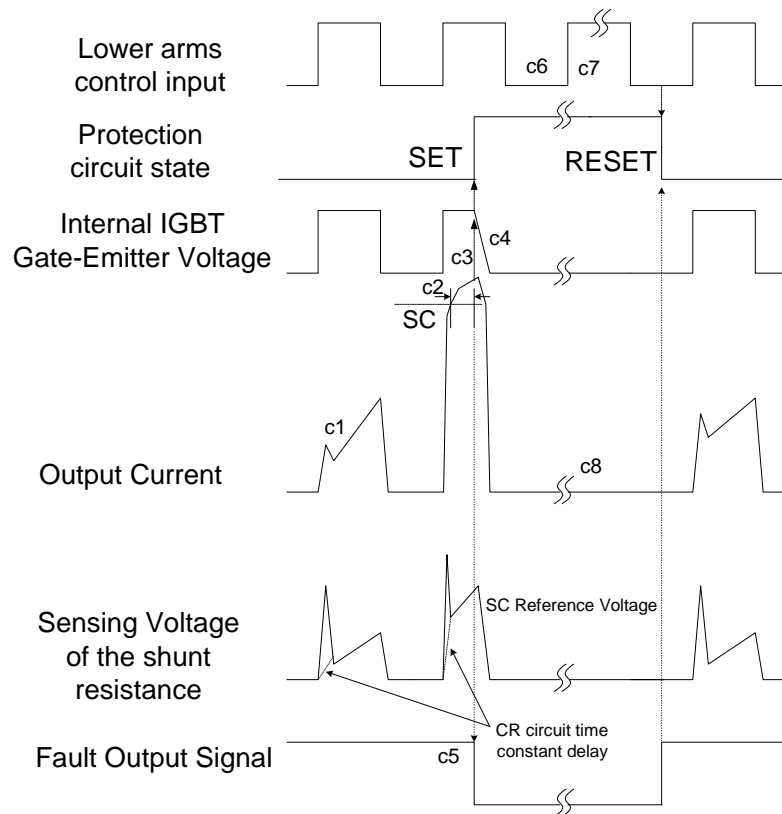 Lower arms
control input
c6
c7
Protection
circuit state
SET
RESET
Internal IGBT
Gate-Emitter Voltage
c4
c3
c2
SC
c1
Output Current
c8
SC Reference Voltage
Sensing Voltage
of the shunt
resistance
CR circuit time
constant delay
Fault Output Signal
c5